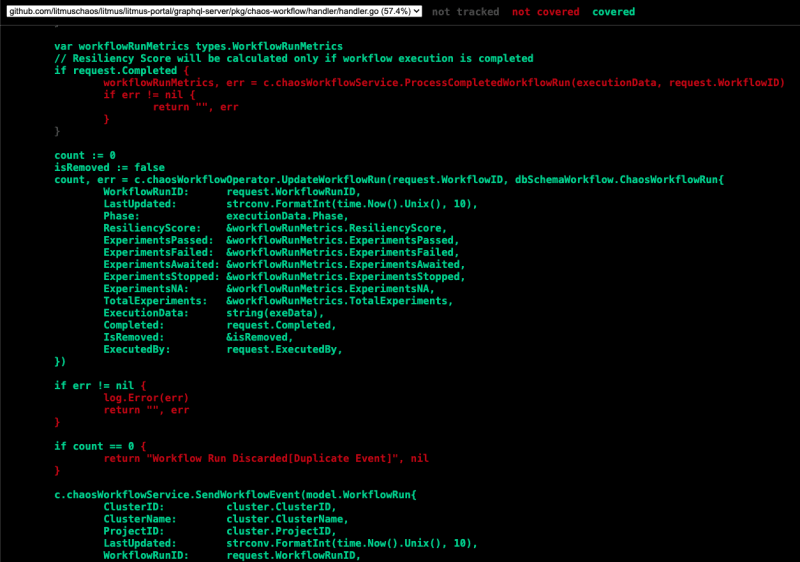 github.com/litmuschaos/litmus/litmus-portal/graphql-server/pkg/chaos-workflow/handler/handler.go (57.4%) not tracked not covered covered
}
var workflowRunMetrics types.WorkflowRunMetrics
// Resiliency Score will be calculated only if workflow execution is completed
if request.Completed {
workflowRunMetrics, err = c.chaosWorkflowService.ProcessCompletedWorkflowRun(executionData, request.WorkflowID)
if err != nil {
return "", err
}
}
count := 0
isRemoved := false
count, err = c.chaosWorkflowOperator.UpdateWorkflowRun(request.WorkflowID, dbSchemaWorkflow.ChaosWorkflowRun{
WorkflowRunID: request.WorkflowRunID,
LastUpdated: strconv.FormatInt(time.Now().Unix(), 10),
Phase: executionData.Phase,
ResiliencyScore: &workflowRunMetrics.ResiliencyScore,
ExperimentsPassed: &workflowRunMetrics.ExperimentsPassed,
ExperimentsFailed: &workflowRunMetrics.ExperimentsFailed,
ExperimentsAwaited: &workflowRunMetrics.ExperimentsAwaited,
ExperimentsStopped: &workflowRunMetrics.ExperimentsStopped,
ExperimentsNA: &workflowRunMetrics.ExperimentsNA,
TotalExperiments: &workflowRunMetrics.TotalExperiments,
ExecutionData: string(exeData),
Completed: request.Completed,
IsRemoved: &isRemoved,
ExecutedBy: request.ExecutedBy,
})
if err != nil {
log.Error(err)
return "", err
}
if count == 0 {
return "Workflow Run Discarded[Duplicate Event]", nil
}
c.chaosWorkflowService.SendWorkflowEvent(model.WorkflowRun{
ClusterID: cluster.ClusterID,
ClusterName: cluster.ClusterName,
ProjectID: cluster.ProjectID,
LastUpdated: strconv.FormatInt(time.Now().Unix(), 10),
WorkflowRunID: request.WorkflowRunID,